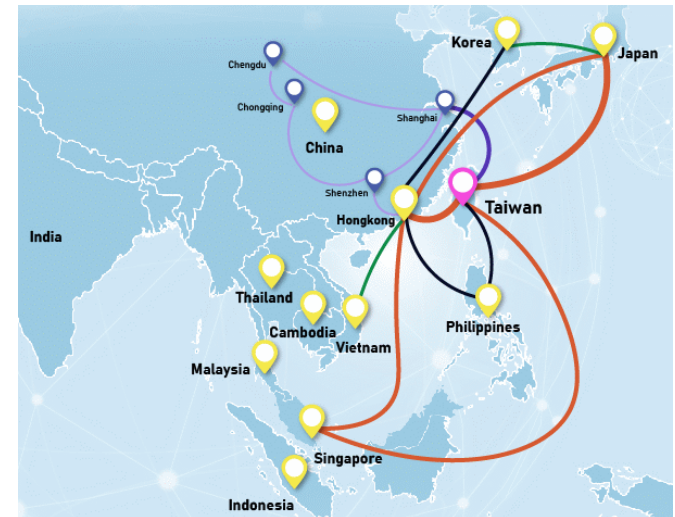 Korea
Japan
Chengdu
Chongqing
Shanghai
China
Shenzhen
Taiwan
Hongkong
India
Thailand
Cambodia
Philippines
Vietnam
Malaysia
Singapore
Indonesia